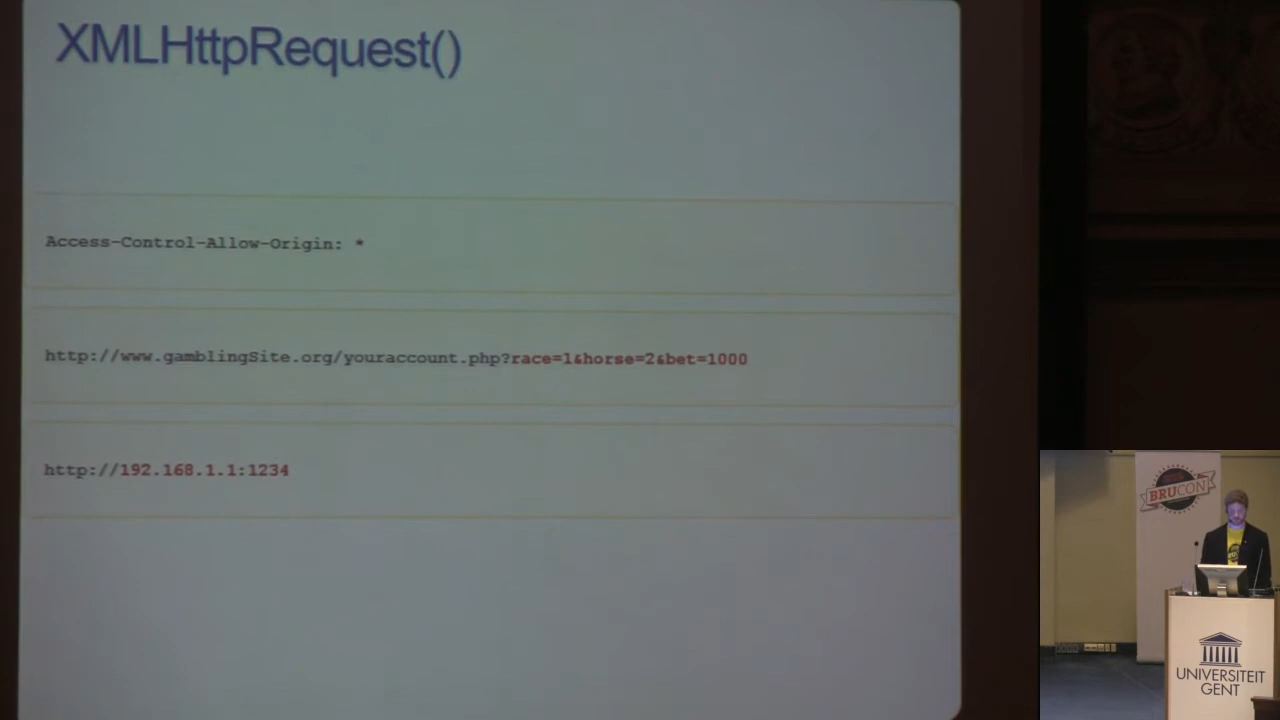 XMLHttpRequest()
Access-Control-Allow-Origin: *
http://www.gamblingSite.org/youraccount.php?race=1&horse=2&bet=1000
http://192.168.1.1:1234
BRUCON
UNIVERSITEIT
GENT